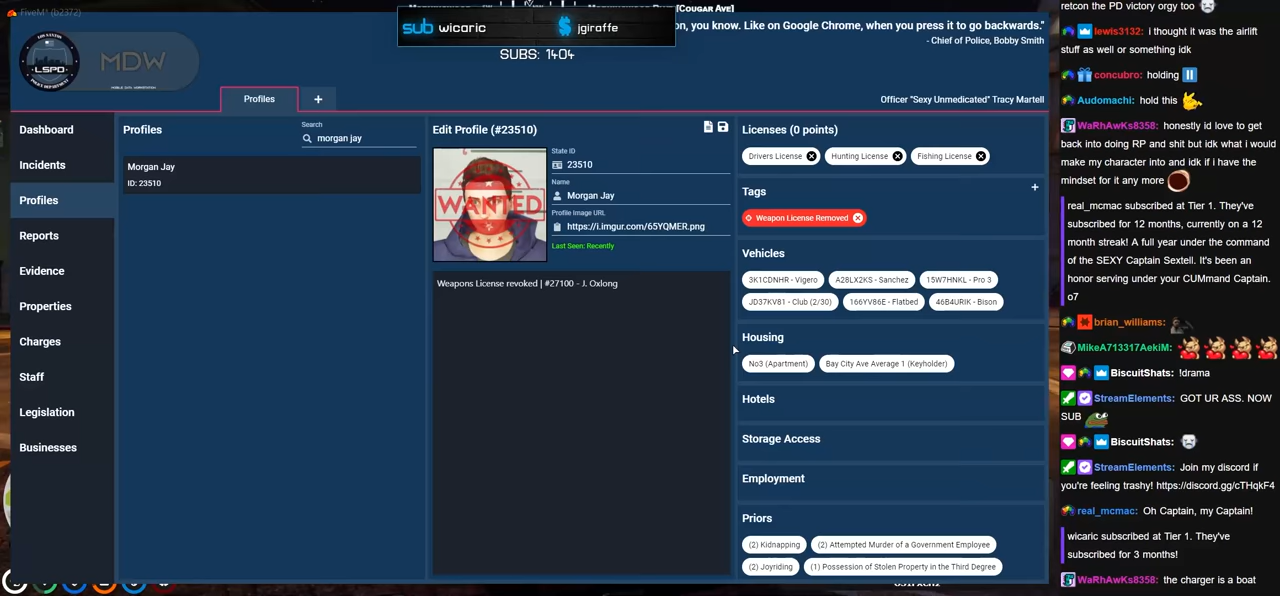 FiveM® (b2372)
[Cougar Ave]
sub wicaric
jgiraffe
SUBS: 1404
on, you know. Like on Google Chrome, when you press it to go backwards."
- Chief of Police, Bobby Smith
LOS SANTOS
LSPD
POLICE DEPARTMENT
MDW
MOBILE DATA WORKSTATION
Profiles
+
Officer "Sexy Unmedicated" Tracy Martell
Dashboard
Incidents
Profiles
Reports
Evidence
Properties
Charges
Staff
Legislation
Businesses
Profiles
Search
morgan jay
Morgan Jay
ID: 23510
Edit Profile (#23510)
WANTED
State ID
23510
Name
Morgan Jay
Profile Image URL
https://i.imgur.com/65YQMER.png
Last Seen: Recently
Weapons License revoked | #27100 - J. Oxlong
Licenses (0 points)
Drivers License
Hunting License
Fishing License
Tags
+
Weapon License Removed
Vehicles
3K1CDNHR - Vigero
A28LX2KS - Sanchez
15W7HNKL - Pro 3
JD37KV81 - Club (2/30)
166YV86E - Flatbed
46B4URIK - Bison
Housing
No3 (Apartment)
Bay City Ave Average 1 (Keyholder)
Hotels
Storage Access
Employment
Priors
(2) Kidnapping
(2) Attempted Murder of a Government Employee
(2) Joyriding
(1) Possession of Stolen Property in the Third Degree
retcon the PD victory orgy too
lewis3132: i thought it was the airlift
stuff as well or something idk
concubro: holding
Audomachi: hold this
WaRhAwKs8358: honestly id love to get
back into doing RP and shit but idk what i would
make my character into and idk if i have the
mindset for it any more
real_mcmac subscribed at Tier 1. They've
subscribed for 12 months, currently on a 12
month streak! A full year under the command
of the SEXY Captain Sextell. It's been an
honor serving under your CUMmand Captain.
o7
brian_williams:
MikeA713317AekiM:
BiscuitShats: !drama
StreamElements: GOT UR ASS. NOW
SUB
BiscuitShats:
StreamElements: Join my discord if
you're feeling trashy! https://discord.gg/cTHqkF4
real_mcmac: Oh Captain, my Captain!
wicaric subscribed at Tier 1. They've
subscribed for 3 months!
WaRhAwKs8358: the charger is a boat